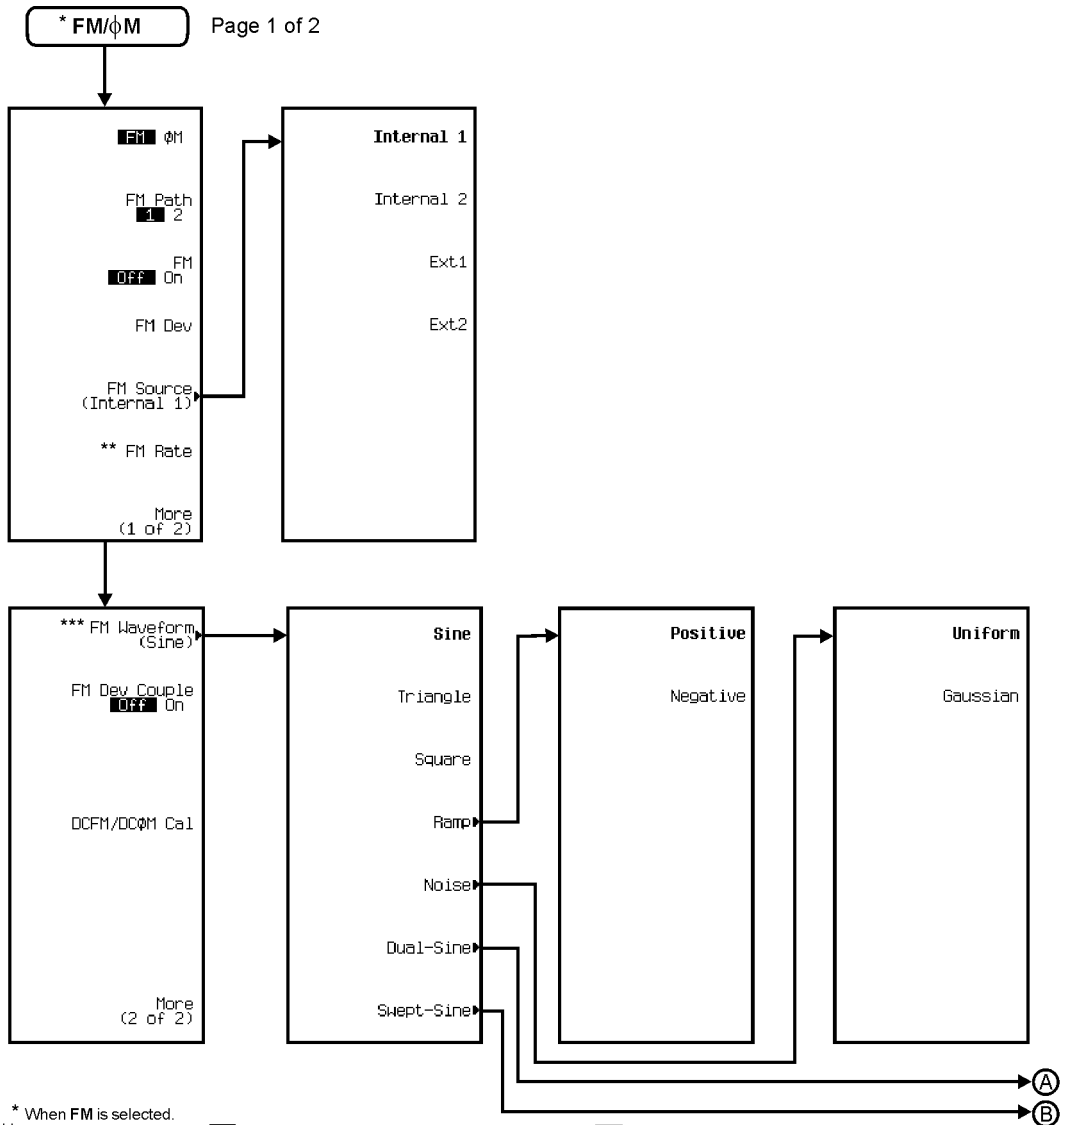 * FM/ϕM
Page 1 of 2
FM ϕM
FM Path
1 2
FM
Off On
FM Dev
FM Source
(Internal 1)
** FM Rate
More
(1 of 2)
Internal 1
Internal 2
Ext1
Ext2
*** FM Waveform
(Sine)
FM Dev Couple
Off On
DCFM/DCϕM Cal
More
(2 of 2)
Sine
Triangle
Square
Ramp
Noise
Dual-Sine
Swept-Sine
Positive
Negative
Uniform
Gaussian
A
B
* When FM is selected.